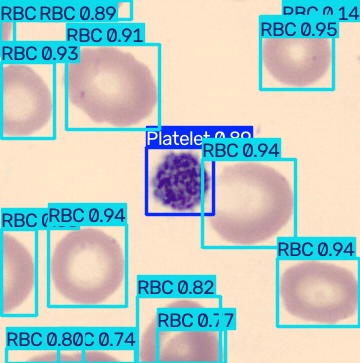 RBC RBC 0.89
RBC 0.14
RBC 0.91
RBC 0.95
RBC 0.93
Platelet 0.89
RBC 0.94
RBC
RBC 0.94
RBC 0.94
RBC 0.82
RBC 0.77
RBC 0.80 0.74